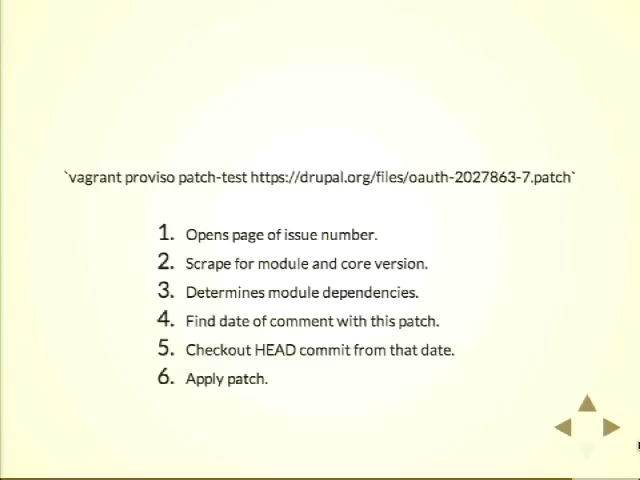 `vagrant proviso patch-test https://drupal.org/files/oauth-2027863-7.patch`
1. Opens page of issue number.
2. Scrape for module and core version.
3. Determines module dependencies.
4. Find date of comment with this patch.
5. Checkout HEAD commit from that date.
6. Apply patch.